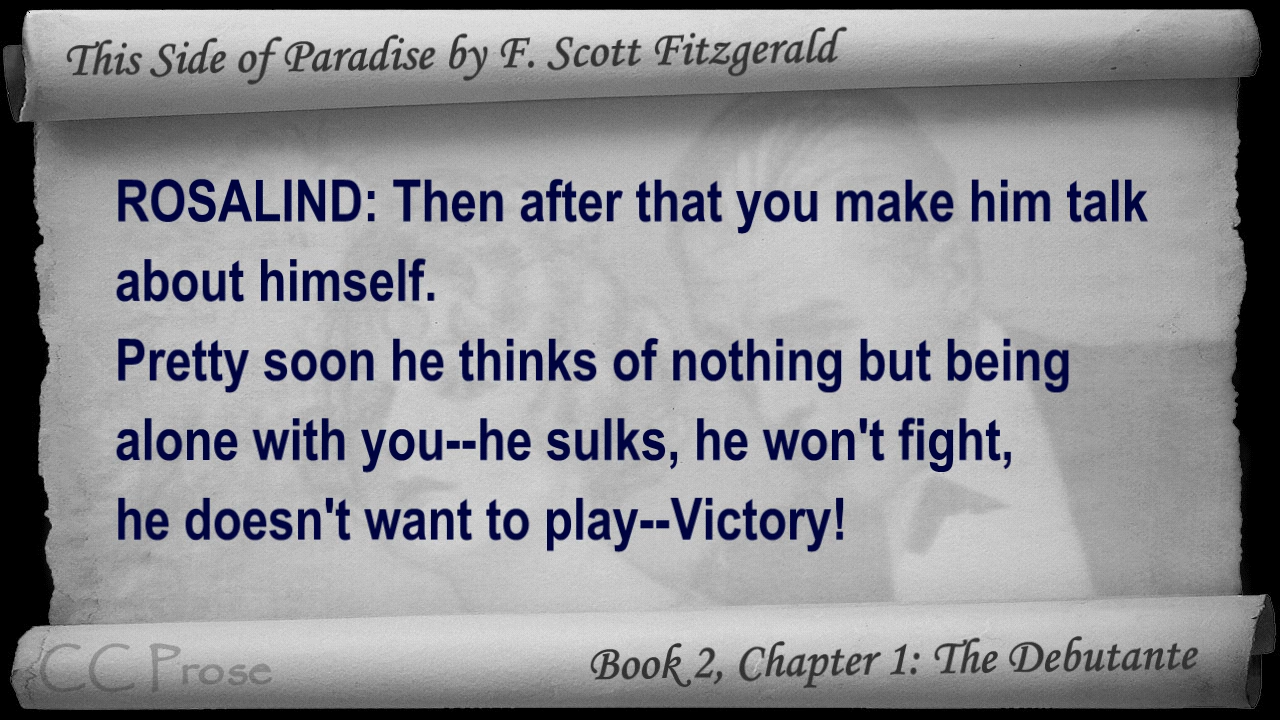 This Side of Paradise by F. Scott Fitzgerald
ROSALIND: Then after that you make him talk
about himself.
Pretty soon he thinks of nothing but being
alone with you--he sulks, he won't fight,
he doesn't want to play--Victory!
CC Prose
Book 2, Chapter 1: The Debutante